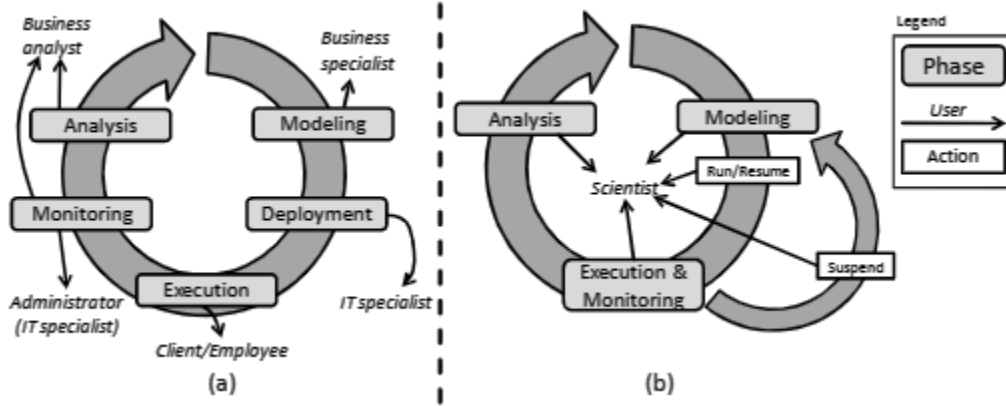 Business
analyst
Business
specialist
Analysis
Modeling
Monitoring
Deployment
Execution
Administrator
(IT specialist)
IT specialist
Client/Employee
(a)
Analysis
Modeling
Run/Resume
Scientist
Suspend
Execution &
Monitoring
(b)
Legend
Phase
User
Action